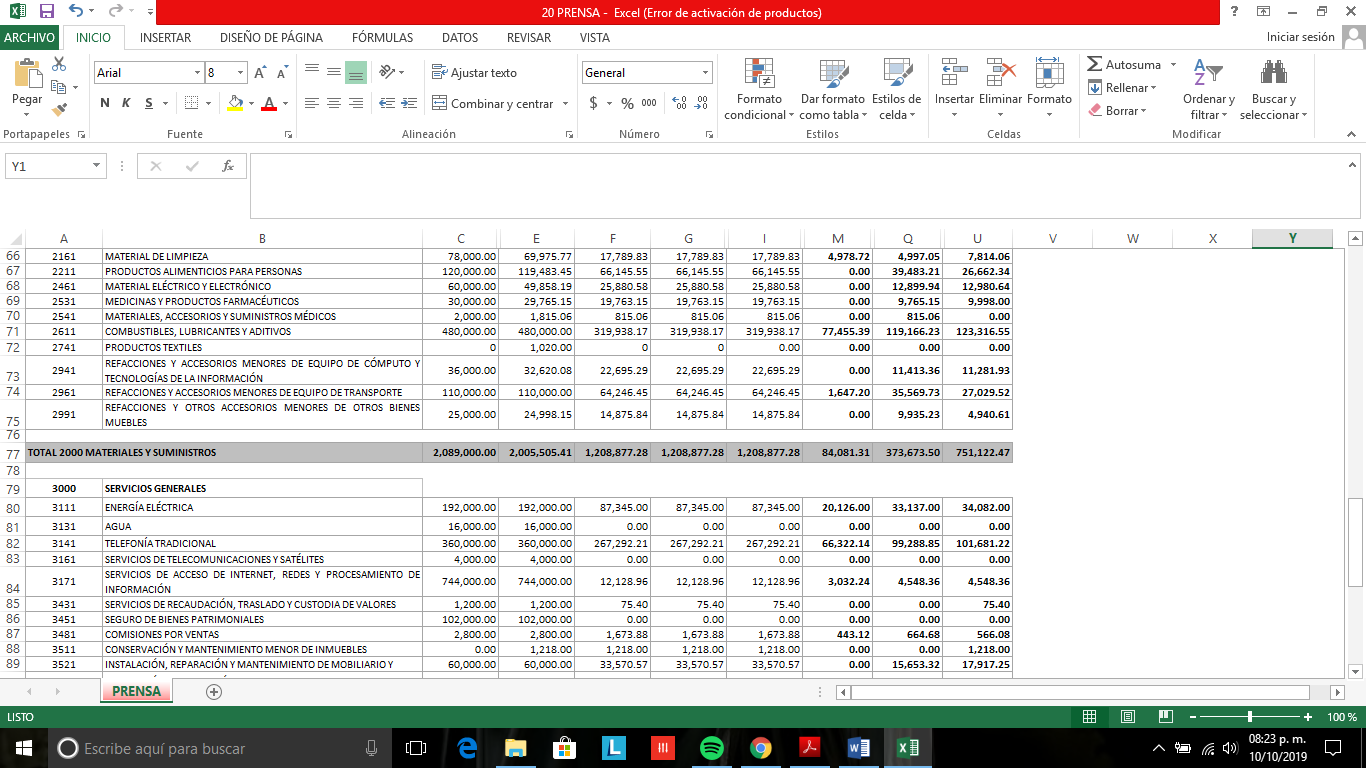 20 PRENSA - Excel (Error de activación de productos)
ARCHIVO INICIO INSERTAR DISEÑO DE PÁGINA FÓRMULAS DATOS REVISAR VISTA Iniciar sesión
Pegar Arial 8 Ajustar texto General Formato Dar formato Estilos de Insertar Eliminar Formato Autosuma Rellenar Borrar Ordenar y Buscar y
N K S Combinar y centrar $ % 000 condicional como tabla celda filtrar seleccionar
Portapapeles Fuente Alineación Número Estilos Celdas Modificar
Y1 fx
A B C E F G I M Q U V W X Y
66 2161 MATERIAL DE LIMPIEZA 78,000.00 69,975.77 17,789.83 17,789.83 17,789.83 4,978.72 4,997.05 7,814.06
67 2211 PRODUCTOS ALIMENTICIOS PARA PERSONAS 120,000.00 119,483.45 66,145.55 66,145.55 66,145.55 0.00 39,483.21 26,662.34
68 2461 MATERIAL ELÉCTRICO Y ELECTRÓNICO 60,000.00 49,858.19 25,880.58 25,880.58 25,880.58 0.00 12,899.94 12,980.64
69 2531 MEDICINAS Y PRODUCTOS FARMACÉUTICOS 30,000.00 29,765.15 19,763.15 19,763.15 19,763.15 0.00 9,765.15 9,998.00
70 2541 MATERIALES, ACCESORIOS Y SUMINISTROS MÉDICOS 2,000.00 1,815.06 815.06 815.06 815.06 0.00 815.06 0.00
71 2611 COMBUSTIBLES, LUBRICANTES Y ADITIVOS 480,000.00 480,000.00 319,938.17 319,938.17 319,938.17 77,455.39 119,166.23 123,316.55
72 2741 PRODUCTOS TEXTILES 0 1,020.00 0 0 0.00 0.00 0.00 0.00
73 2941 REFACCIONES Y ACCESORIOS MENORES DE EQUIPO DE CÓMPUTO Y
TECNOLOGÍAS DE LA INFORMACIÓN 36,000.00 32,620.08 22,695.29 22,695.29 22,695.29 0.00 11,413.36 11,281.93
74 2961 REFACCIONES Y ACCESORIOS MENORES DE EQUIPO DE TRANSPORTE 110,000.00 110,000.00 64,246.45 64,246.45 64,246.45 1,647.20 35,569.73 27,029.52
75 2991 REFACCIONES Y OTROS ACCESORIOS MENORES DE OTROS BIENES
MUEBLES 25,000.00 24,998.15 14,875.84 14,875.84 14,875.84 0.00 9,935.23 4,940.61
76
77 TOTAL 2000 MATERIALES Y SUMINISTROS 2,089,000.00 2,005,505.41 1,208,877.28 1,208,877.28 1,208,877.28 84,081.31 373,673.50 751,122.47
78
79 3000 SERVICIOS GENERALES
80 3111 ENERGÍA ELÉCTRICA 192,000.00 192,000.00 87,345.00 87,345.00 87,345.00 20,126.00 33,137.00 34,082.00
81 3131 AGUA 16,000.00 16,000.00 0.00 0.00 0.00 0.00 0.00 0.00
82 3141 TELEFONÍA TRADICIONAL 360,000.00 360,000.00 267,292.21 267,292.21 267,292.21 66,322.14 99,288.85 101,681.22
83 3161 SERVICIOS DE TELECOMUNICACIONES Y SATÉLITES 4,000.00 4,000.00 0.00 0.00 0.00 0.00 0.00 0.00
84 3171 SERVICIOS DE ACCESO DE INTERNET, REDES Y PROCESAMIENTO DE
INFORMACIÓN 744,000.00 744,000.00 12,128.96 12,128.96 12,128.96 3,032.24 4,548.36 4,548.36
85 3431 SERVICIOS DE RECAUDACIÓN, TRASLADO Y CUSTODIA DE VALORES 1,200.00 1,200.00 75.40 75.40 75.40 0.00 0.00 75.40
86 3451 SEGURO DE BIENES PATRIMONIALES 102,000.00 102,000.00 0.00 0.00 0.00 0.00 0.00 0.00
87 3481 COMISIONES POR VENTAS 2,800.00 2,800.00 1,673.88 1,673.88 1,673.88 443.12 664.68 566.08
88 3511 CONSERVACIÓN Y MANTENIMIENTO MENOR DE INMUEBLES 0.00 1,218.00 1,218.00 1,218.00 1,218.00 0.00 0.00 1,218.00
89 3521 INSTALACIÓN, REPARACIÓN Y MANTENIMIENTO DE MOBILIARIO Y 60,000.00 60,000.00 33,570.57 33,570.57 33,570.57 0.00 15,653.32 17,917.25
PRENSA
LISTO 100 %
Escribe aquí para buscar
08:23 p. m.
10/10/2019